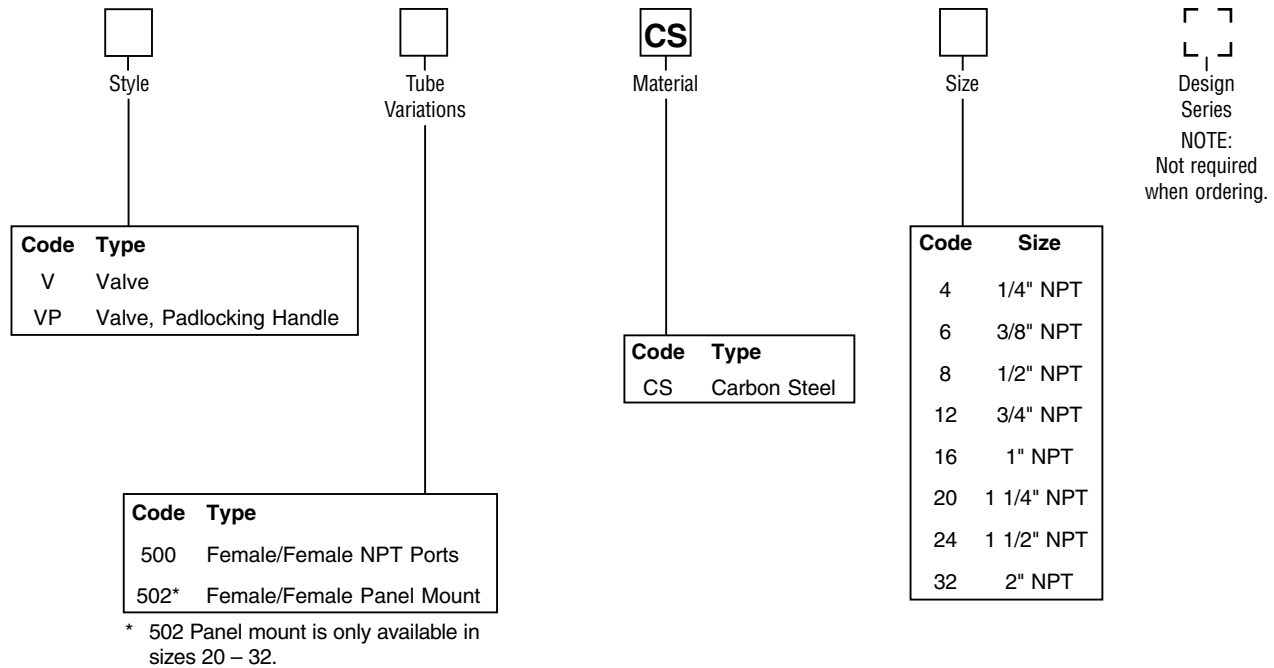 CS
Style
Tube
Variations
Material
Size
Design
Series
NOTE:
Not required
when ordering.
Code Type
V Valve
VP Valve, Padlocking Handle
Code Type
500 Female/Female NPT Ports
502* Female/Female Panel Mount
* 502 Panel mount is only available in
sizes 20 – 32.
Code Type
CS Carbon Steel
Code Size
4 1/4" NPT
6 3/8" NPT
8 1/2" NPT
12 3/4" NPT
16 1" NPT
20 1 1/4" NPT
24 1 1/2" NPT
32 2" NPT